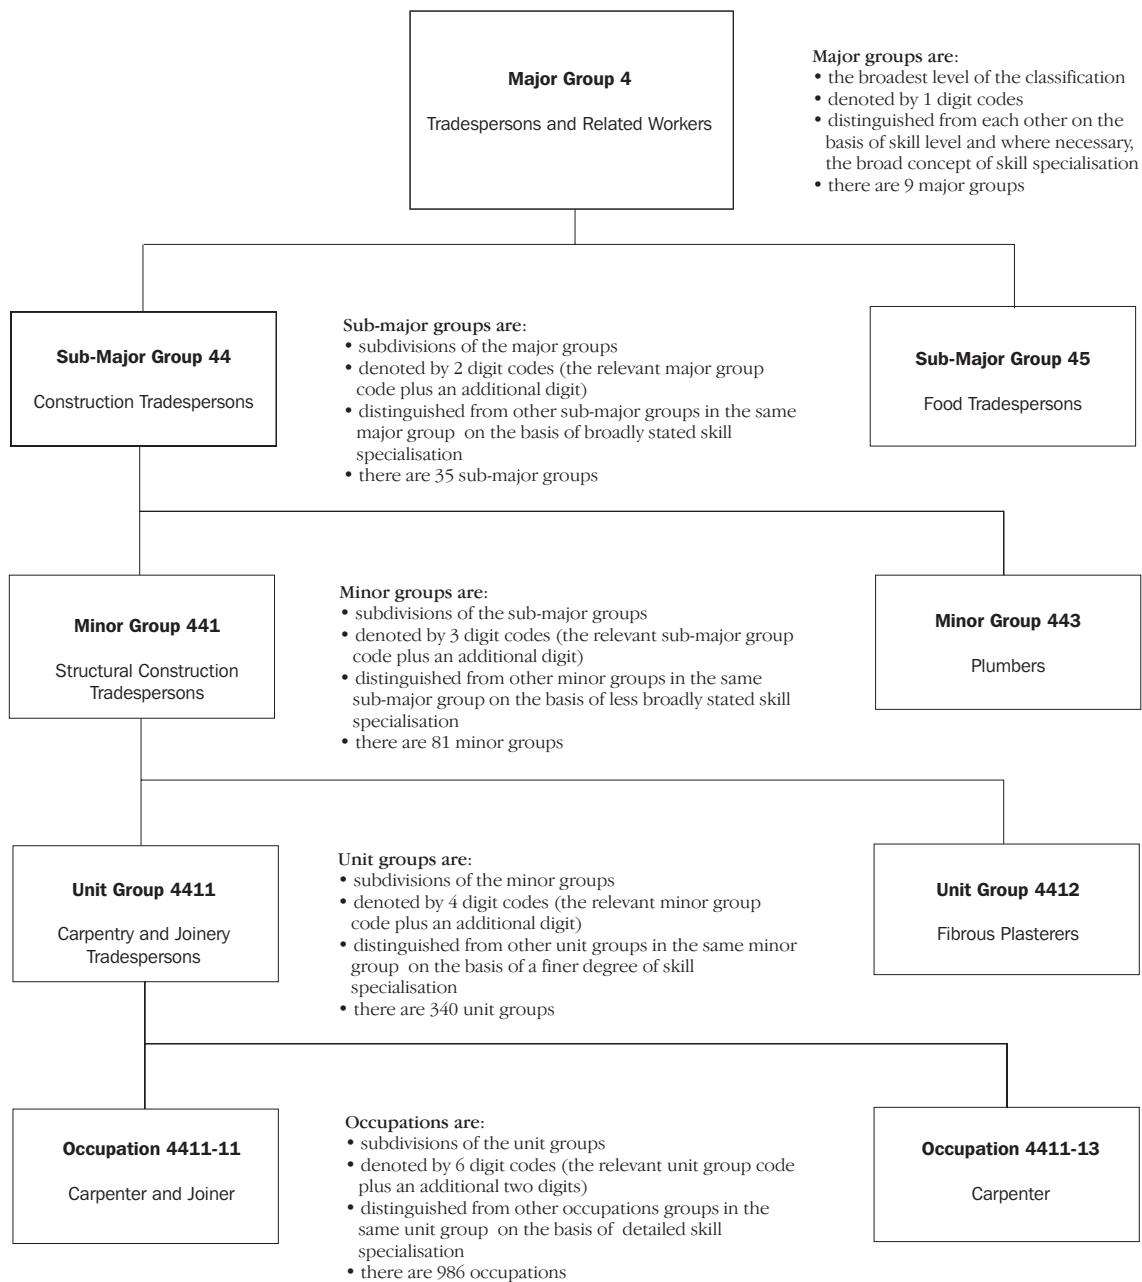 Major Group 4
Tradespersons and Related Workers
Major groups are:
• the broadest level of the classification
• denoted by 1 digit codes
• distinguished from each other on the
basis of skill level and where necessary,
the broad concept of skill specialisation
• there are 9 major groups
Sub-Major Group 44
Construction Tradespersons
Sub-major groups are:
• subdivisions of the major groups
• denoted by 2 digit codes (the relevant major group
code plus an additional digit)
• distinguished from other sub-major groups in the same
major group on the basis of broadly stated skill
specialisation
• there are 35 sub-major groups
Sub-Major Group 45
Food Tradespersons
Minor Group 441
Structural Construction
Tradespersons
Minor groups are:
• subdivisions of the sub-major groups
• denoted by 3 digit codes (the relevant sub-major group
code plus an additional digit)
• distinguished from other minor groups in the same
sub-major group on the basis of less broadly stated skill
specialisation
• there are 81 minor groups
Minor Group 443
Plumbers
Unit Group 4411
Carpentry and Joinery
Tradespersons
Unit groups are:
• subdivisions of the minor groups
• denoted by 4 digit codes (the relevant minor group
code plus an additional digit)
• distinguished from other unit groups in the same minor
group on the basis of a finer degree of skill
specialisation
• there are 340 unit groups
Unit Group 4412
Fibrous Plasterers
Occupation 4411-11
Carpenter and Joiner
Occupations are:
• subdivisions of the unit groups
• denoted by 6 digit codes (the relevant unit group code
plus an additional two digits)
• distinguished from other occupations groups in the
same unit group on the basis of detailed skill
specialisation
• there are 986 occupations
Occupation 4411-13
Carpenter